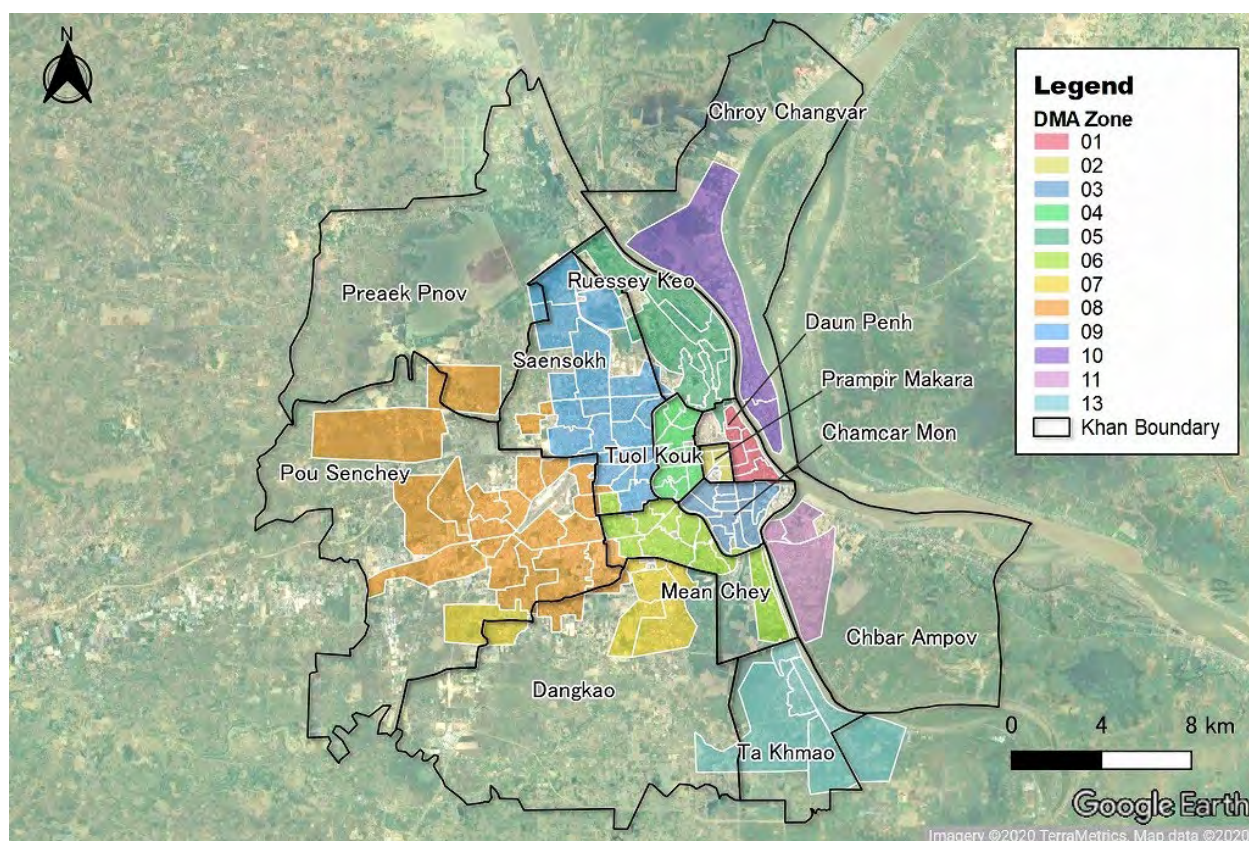 N
Legend
DMA Zone
01
02
03
04
05
06
07
08
09
10
11
13
Khan Boundary
Chroy Changvar
Ruessey Keo
Preaek Pnov
Daun Penh
Saensokh
Prampir Makara
Chamcar Mon
Tuol Kouk
Pou Senchey
Mean Chey
Chbar Ampov
Dangkao
Ta Khmao
0 4 8 km
Google Earth
Imagery ©2020 TerraMetrics, Map data ©2020